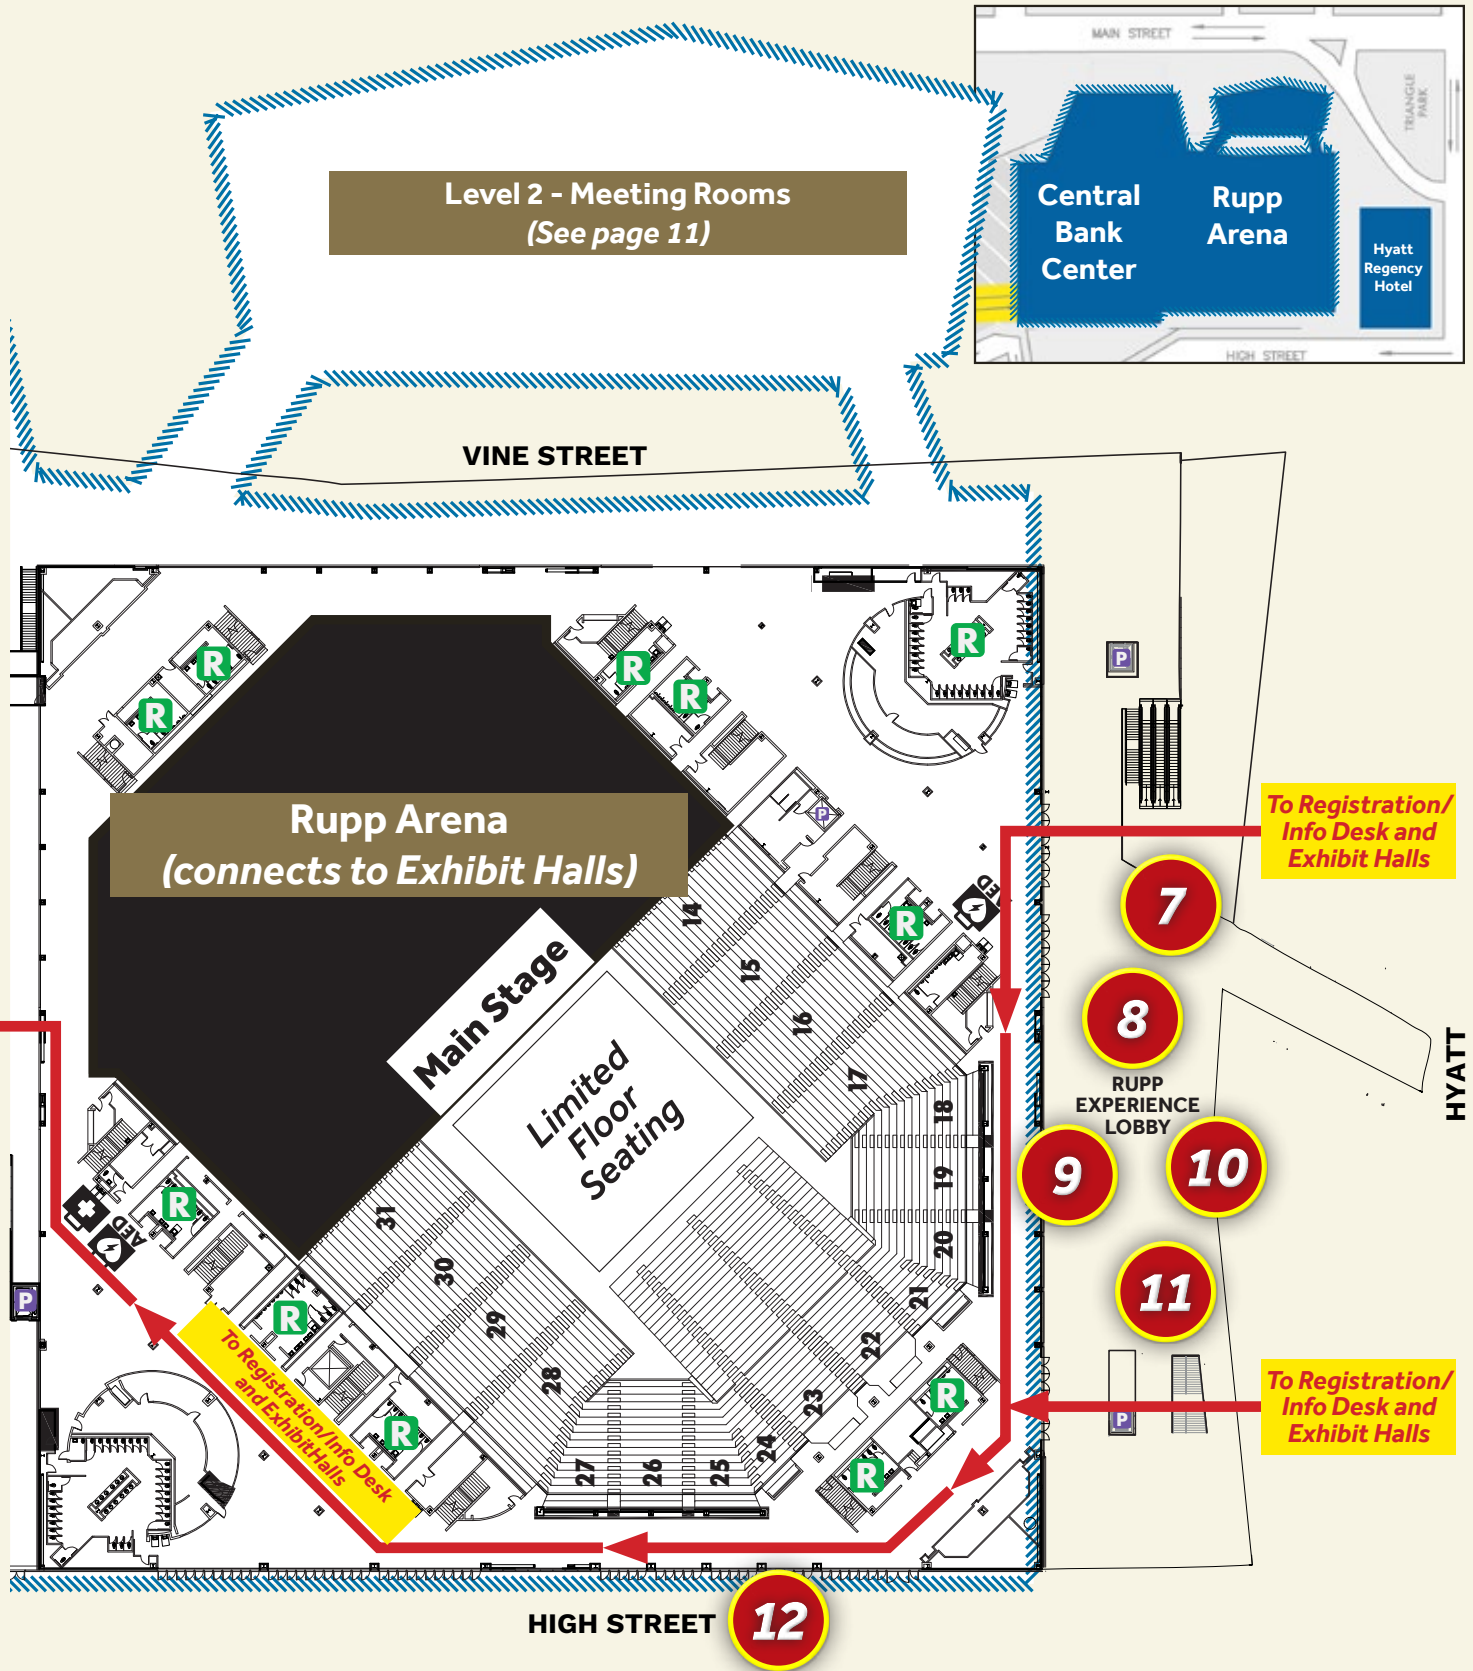 MAIN STREET
TRIANGLE
PARK
Central
Bank
Center
Rupp
Arena
Hyatt
Regency
Hotel
HIGH STREET
Level 2 - Meeting Rooms
(See page 11)
VINE STREET
R
R
R
R
R
P
P
Rupp Arena
(connects to Exhibit Halls)
To Registration/
Info Desk and
Exhibit Halls
7
AED
R
14
15
16
17
Main Stage
Limited
Floor
Seating
8
RUPP
EXPERIENCE
LOBBY
HYATT
18
19
20
21
22
23
24
25
26
27
28
29
30
31
9
10
11
R
AED
P
R
R
R
R
To Registration/Info Desk
and ExhibitHalls
P
To Registration/
Info Desk and
Exhibit Halls
HIGH STREET
12